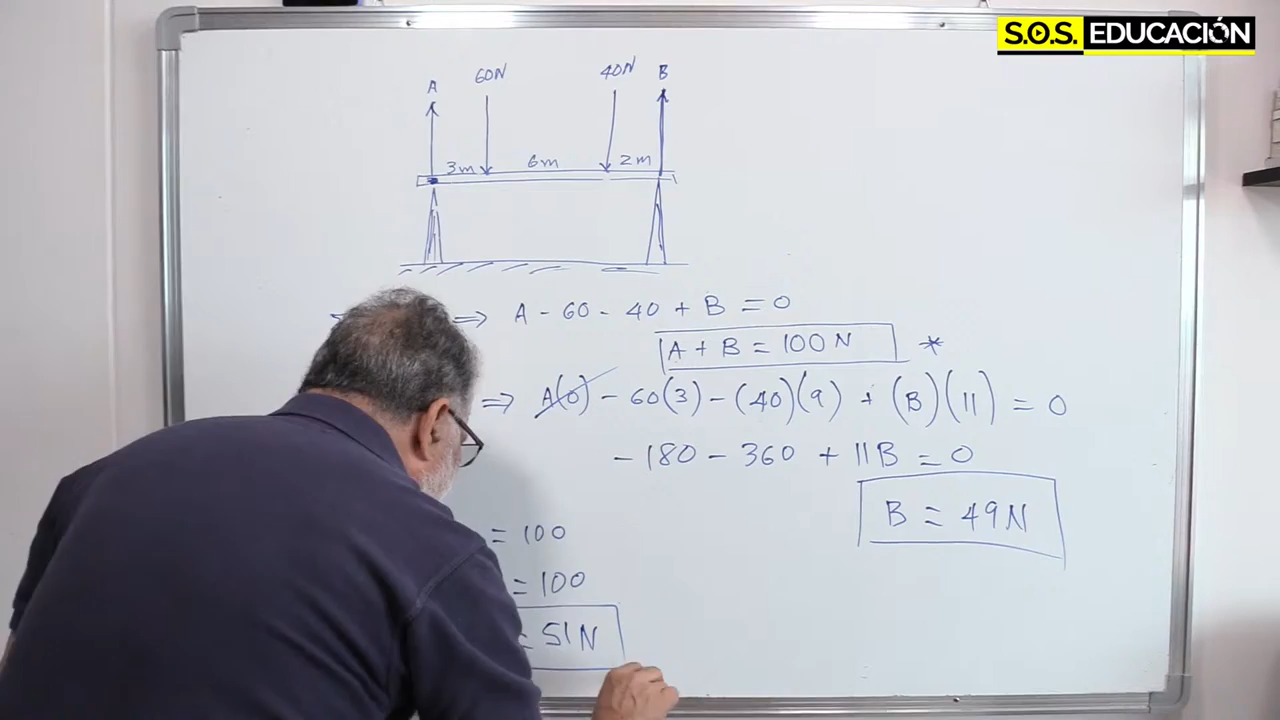 S.O.S. EDUCACIÓN
A 60N 40N B
3m 6m 2m
⇒ A - 60 - 40 + B = 0
A + B = 100 N *
⇒ A(0) - 60(3) - (40)(9) + (B)(11) = 0
- 180 - 360 + 11B = 0
B = 49N
= 100
= 100
= 51N